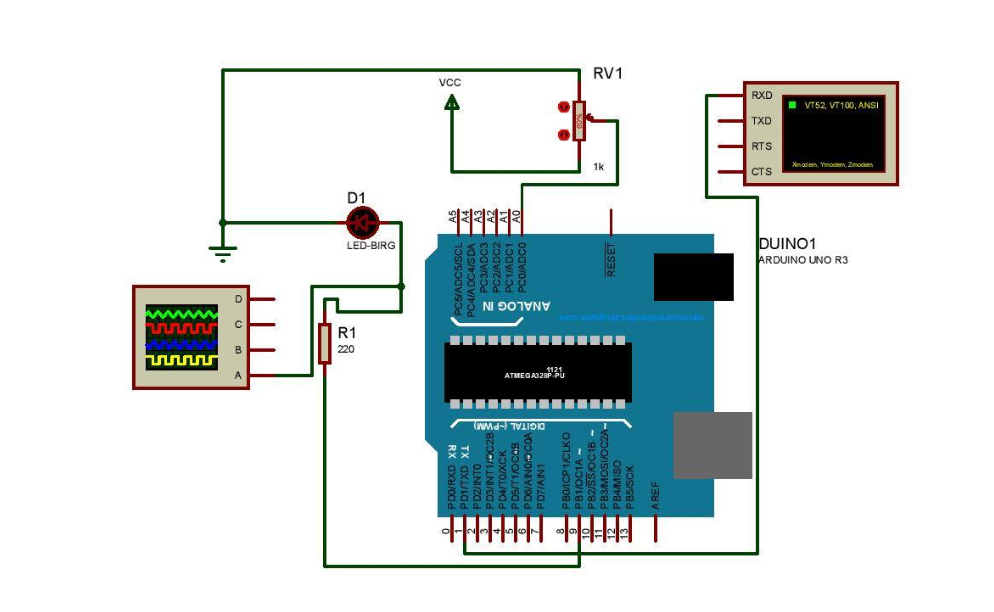 RV1
VCC
60%
1k
RXD
TXD
RTS
CTS
VT52, VT100, ANSI
Xmodem, Ymodem, Zmodem
D1
LED-BIRG
A5
A4
A3
A2
A1
A0
DUINO1
ARDUINO UNO R3
PC5/ADC5/SCL
PC4/ADC4/SDA
PC3/ADC3
PC2/ADC2
PC1/ADC1
PC0/ADC0
RESET
ANALOG IN
D
C
B
A
R1
220
1121
ATMEGA328P-PU
DIGITAL (~PWM)
RX
TX
~
~
~
~
~
~
PD0/RXD
PD1/TXD
PD2/INT0
PD3/INT1/OC2B
PD4/T0/XCK
PD5/T1/OC0B
PD6/AIN0/OC0A
PD7/AIN1
PB0/ICP1/CLKO
PB1/OC1A
PB2/SS/OC1B
PB3/MOSI/OC2A
PB4/MISO
PB5/SCK
AREF
0
1
2
3
4
5
6
7
8
9
10
11
12
13